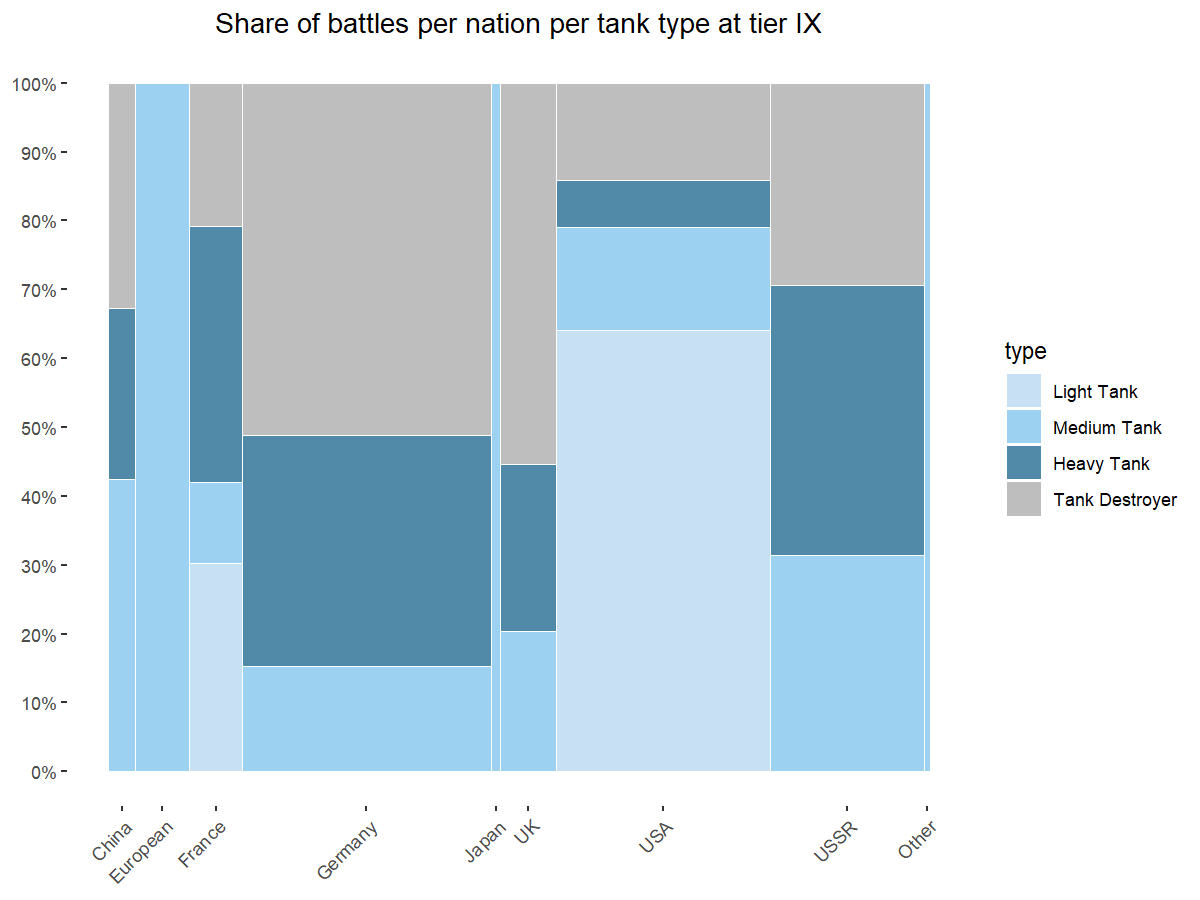 Share of battles per nation per tank type at tier IX
100%
90%
80%
70%
60%
50%
40%
30%
20%
10%
0%
China
European
France
Germany
Japan
UK
USA
USSR
Other
type
Light Tank
Medium Tank
Heavy Tank
Tank Destroyer